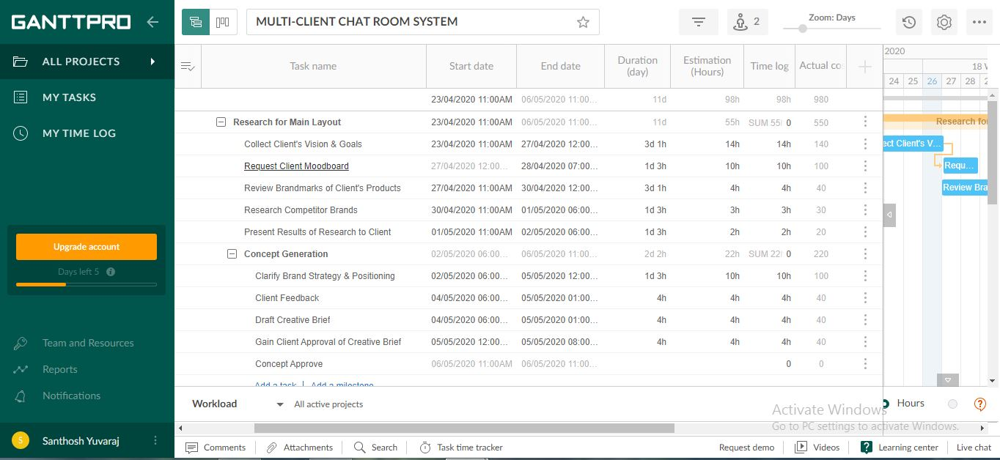 GANTTPRO
ALL PROJECTS
MY TASKS
MY TIME LOG
Upgrade account
Days left 5
Team and Resources
Reports
Notifications
S
Santhosh Yuvaraj
MULTI-CLIENT CHAT ROOM SYSTEM
2
Zoom: Days
Task name Start date End date Duration (day) Estimation (Hours) Time log Actual co
23/04/2020 11:00AM 06/05/2020 11:00... 11d 98h 98h 980
Research for Main Layout 23/04/2020 11:00AM 06/05/2020 11:00... 11d 55h SUM 55 0 550
Collect Client's Vision & Goals 23/04/2020 11:00AM 27/04/2020 12:00... 3d 1h 14h 14h 140
Request Client Moodboard 27/04/2020 12:00... 28/04/2020 07:00... 1d 3h 10h 10h 100
Review Brandmarks of Client's Products 27/04/2020 11:00AM 30/04/2020 12:00... 3d 1h 4h 4h 40
Research Competitor Brands 30/04/2020 11:00AM 01/05/2020 06:00... 1d 3h 3h 3h 30
Present Results of Research to Client 01/05/2020 11:00AM 02/05/2020 06:00... 1d 3h 2h 2h 20
Concept Generation 02/05/2020 06:00... 06/05/2020 11:00... 2d 2h 22h SUM 22 0 220
Clarify Brand Strategy & Positioning 02/05/2020 06:00... 05/05/2020 12:00... 1d 3h 10h 10h 100
Client Feedback 04/05/2020 06:00... 05/05/2020 01:00... 4h 4h 4h 40
Draft Creative Brief 04/05/2020 06:00... 05/05/2020 01:00... 4h 4h 4h 40
Gain Client Approval of Creative Brief 05/05/2020 12:00... 05/05/2020 08:00... 4h 4h 4h 40
Concept Approve 06/05/2020 11:00AM 06/05/2020 11:00... 0 0
Add a task | Add a milestone
2020
18 W
24 25 26 27 28 2
Research fo
ect Client's V...
Requ...
Review Bra
Workload All active projects
Hours
Activate Windows
Go to PC settings to activate Windows.
Comments Attachments Search Task time tracker Request demo Videos Learning center Live chat